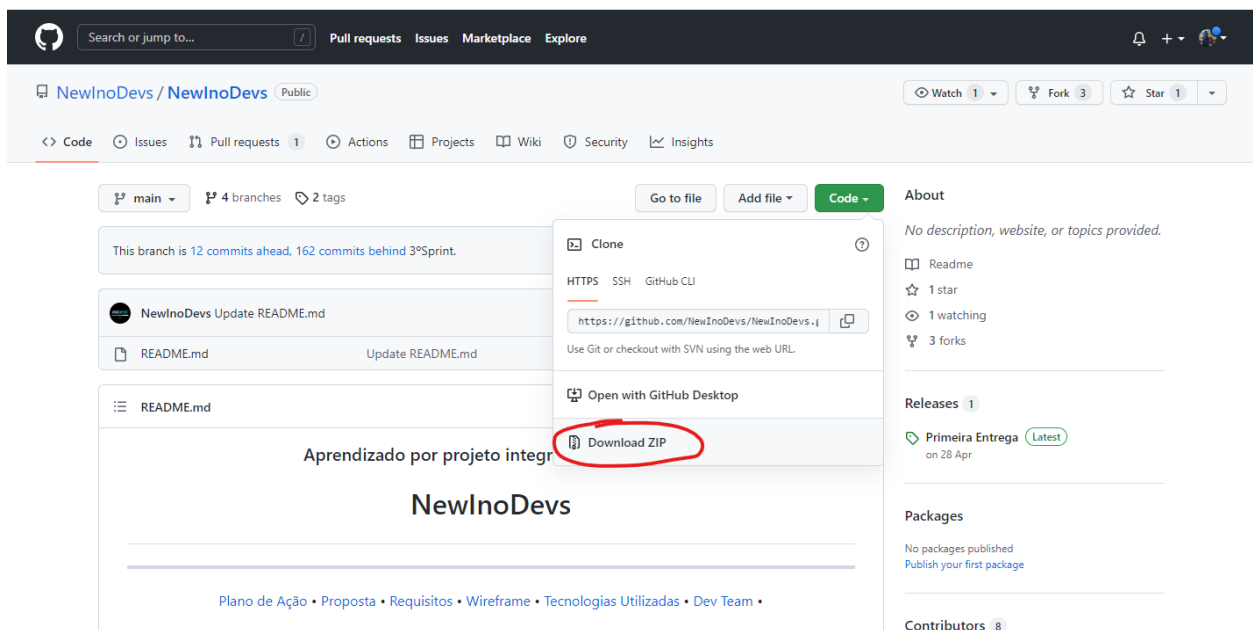 Search or jump to... /
Pull requests Issues Marketplace Explore
NewInoDevs / NewInoDevs Public
Watch 1 Fork 3 Star 1
Code Issues Pull requests 1 Actions Projects Wiki Security Insights
main 4 branches 2 tags Go to file Add file Code
This branch is 12 commits ahead, 162 commits behind 3ºSprint.
NewInoDevs Update README.md
README.md Update README.md
README.md
Aprendizado por projeto integr
NewInoDevs
Plano de Ação • Proposta • Requisitos • Wireframe • Tecnologias Utilizadas • Dev Team •
Clone
HTTPS SSH GitHub CLI
https://github.com/NewInoDevs/NewInoDevs.g
Use Git or checkout with SVN using the web URL.
Open with GitHub Desktop
Download ZIP
About
No description, website, or topics provided.
Readme
1 star
1 watching
3 forks
Releases 1
Primeira Entrega Latest
on 28 Apr
Packages
No packages published
Publish your first package
Contributors 8